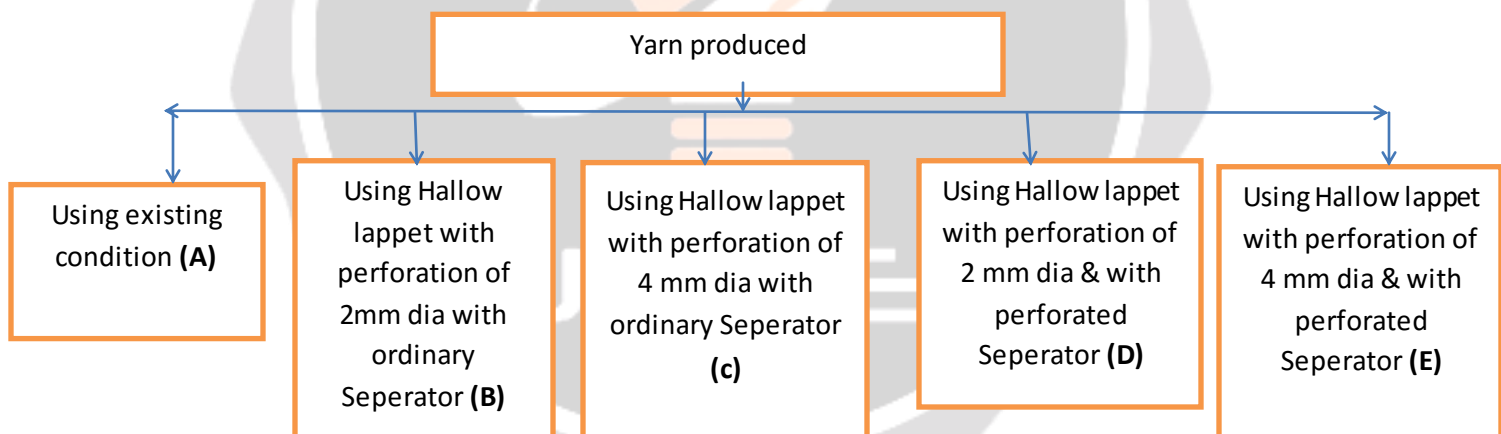 Yarn produced
Using existing
condition (A)
Using Hallow
lappet with
perforation of
2mm dia with
ordinary
Seperator (B)
Using Hallow lappet
with perforation of
4 mm dia with
ordinary Seperator
(c)
Using Hallow lappet
with perforation of
2 mm dia & with
perforated
Seperator (D)
Using Hallow lappet
with perforation of
4 mm dia & with
perforated
Seperator (E)